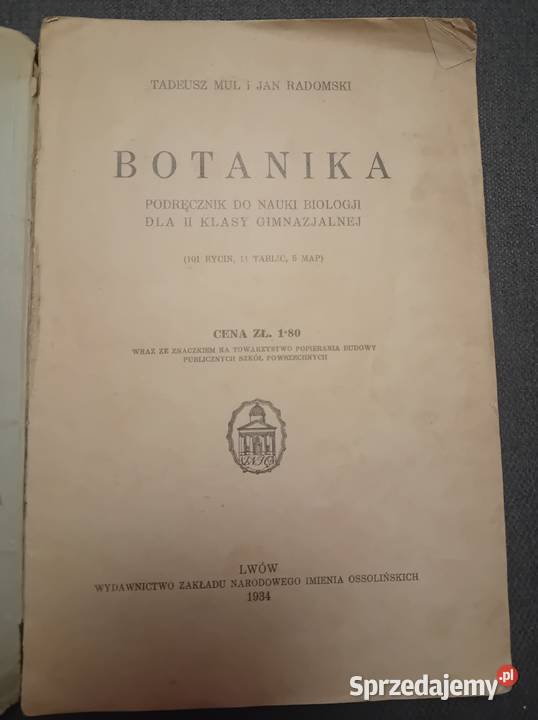 TADEUSZ MUL i JAN RADOMSKI
BOTANIKA
PODRĘCZNIK DO NAUKI BIOLOGJI
DLA II KLASY GIMNAZJALNEJ
(101 RYCIN, 11 TABLIC, 5 MAP)
CENA ZŁ. 1·80
WRAZ ZE ZNACZKIEM NA TOWARZYSTWO POPIERANIA BUDOWY
PUBLICZNYCH SZKÓŁ POWSZECHNYCH
LWÓW
WYDAWNICTWO ZAKŁADU NARODOWEGO IMIENIA OSSOLIŃSKICH
1934
Sprzedajemy.pl